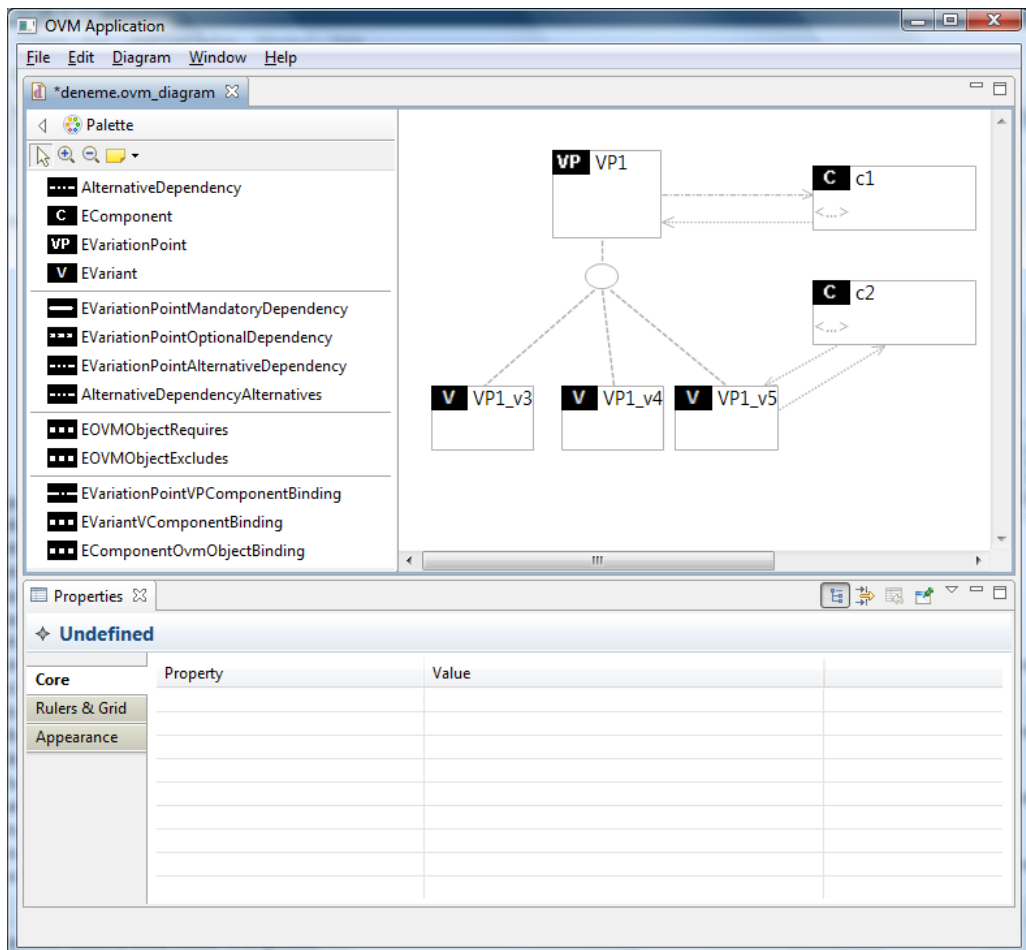 OVM Application
File Edit Diagram Window Help
*deneme.ovm_diagram
Palette
AlternativeDependency
C EComponent
VP EVariationPoint
V EVariant
EVariationPointMandatoryDependency
EVariationPointOptionalDependency
EVariationPointAlternativeDependency
AlternativeDependencyAlternatives
EOVMObjectRequires
EOVMObjectExcludes
EVariationPointVPComponentBinding
EVariantVComponentBinding
EComponentOvmObjectBinding
VP VP1
C c1
<...>
C c2
<...>
V VP1_v3
V VP1_v4
V VP1_v5
Properties
Undefined
Core
Rulers & Grid
Appearance
Property Value